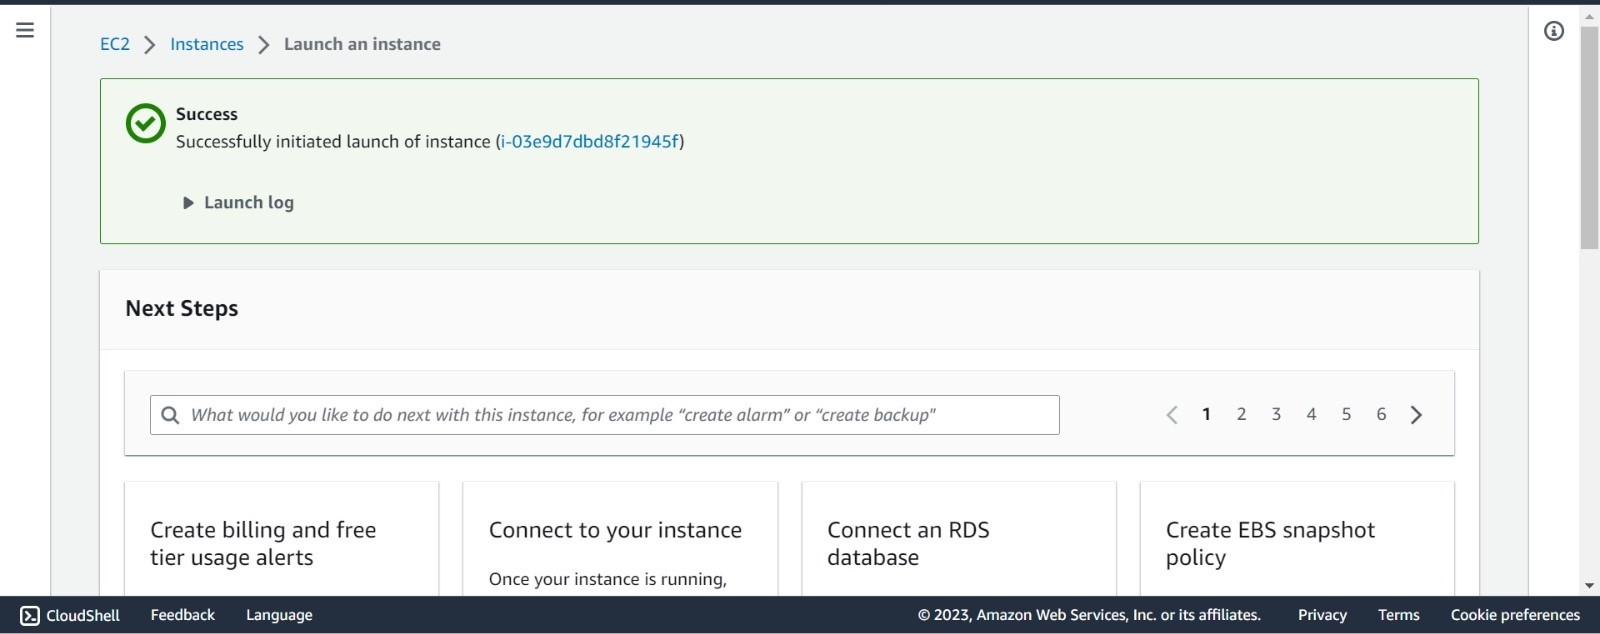 EC2 Instances Launch an instance
Success
Successfully initiated launch of instance (i-03e9d7dbd8f21945f)
Launch log
Next Steps
What would you like to do next with this instance, for example “create alarm” or “create backup”
1 2 3 4 5 6
Create billing and free
tier usage alerts
Connect to your instance
Once your instance is running,
Connect an RDS
database
Create EBS snapshot
policy
CloudShell Feedback Language © 2023, Amazon Web Services, Inc. or its affiliates. Privacy Terms Cookie preferences